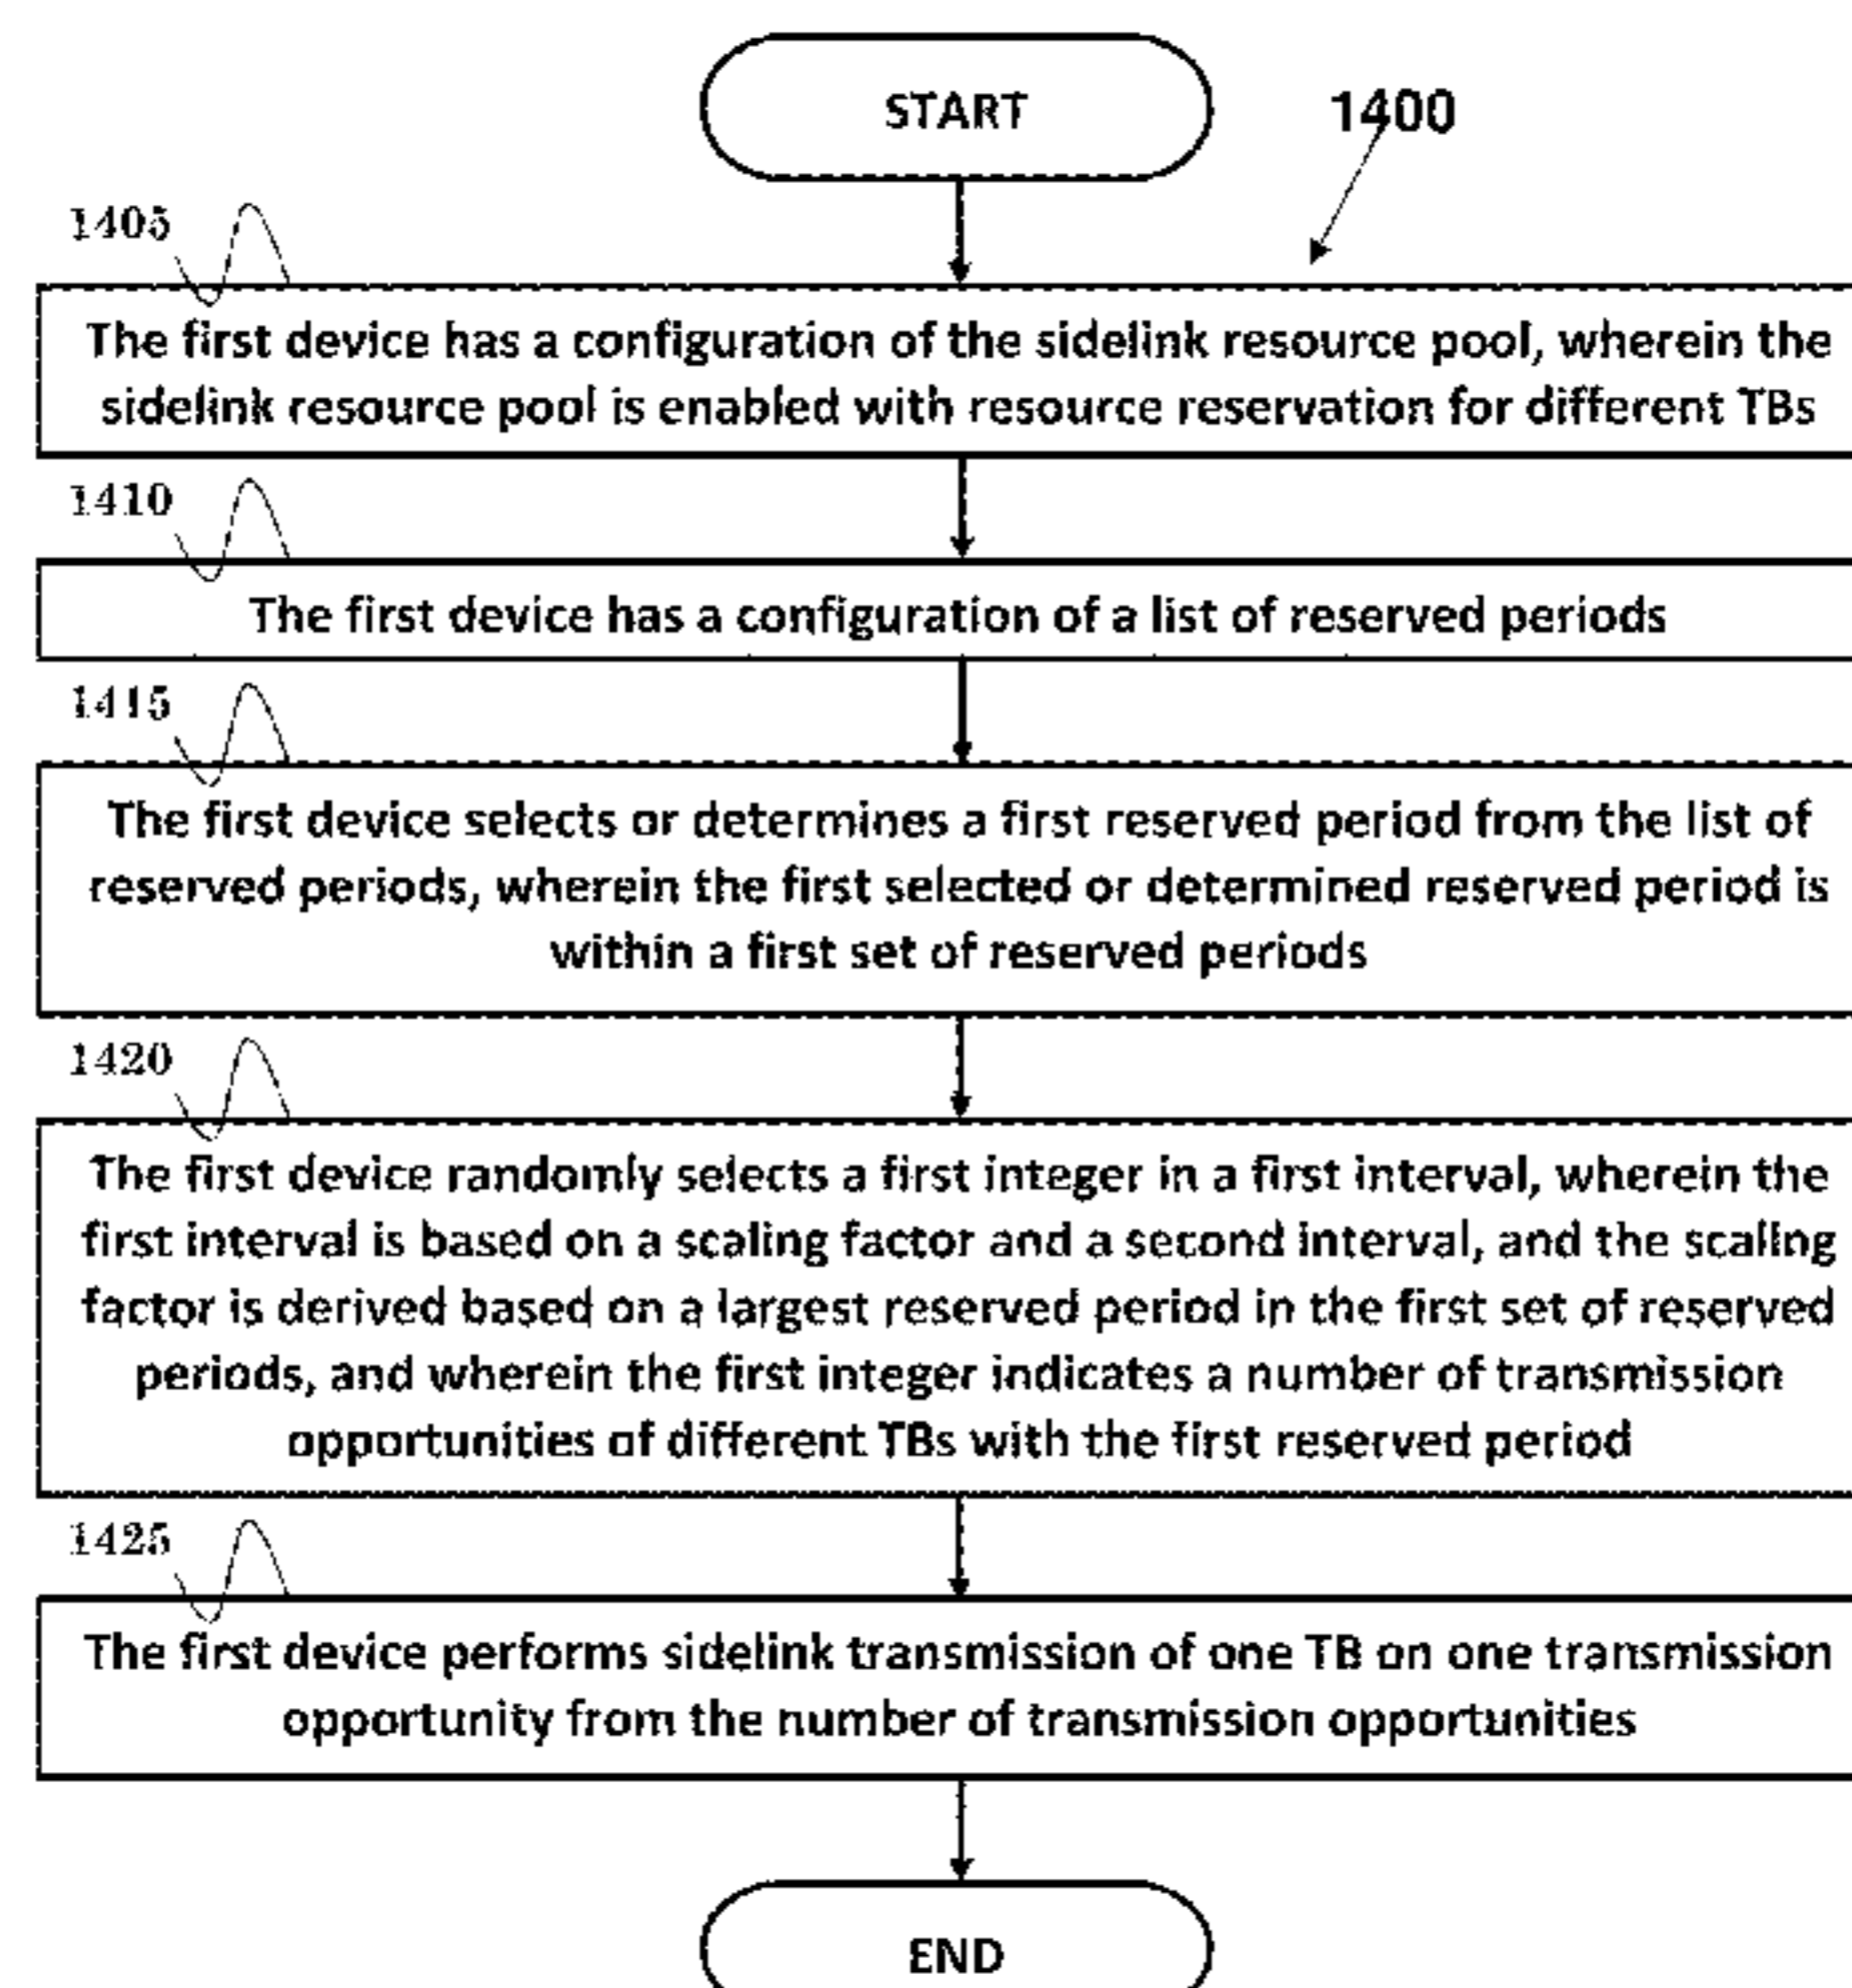 START
1400
1405
The first device has a configuration of the sidelink resource pool, wherein the
sidelink resource pool is enabled with resource reservation for different TBs
1410
The first device has a configuration of a list of reserved periods
1415
The first device selects or determines a first reserved period from the list of
reserved periods, wherein the first selected or determined reserved period is
within a first set of reserved periods
1420
The first device randomly selects a first integer in a first interval, wherein the
first interval is based on a scaling factor and a second interval, and the scaling
factor is derived based on a largest reserved period in the first set of reserved
periods, and wherein the first integer indicates a number of transmission
opportunities of different TBs with the first reserved period
1425
The first device performs sidelink transmission of one TB on one transmission
opportunity from the number of transmission opportunities
END